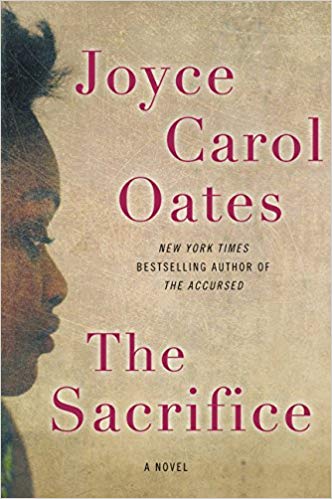 Joyce
Carol
Oates
NEW YORK TIMES
BESTSELLING AUTHOR OF
THE ACCURSED
The
Sacrifice
A NOVEL